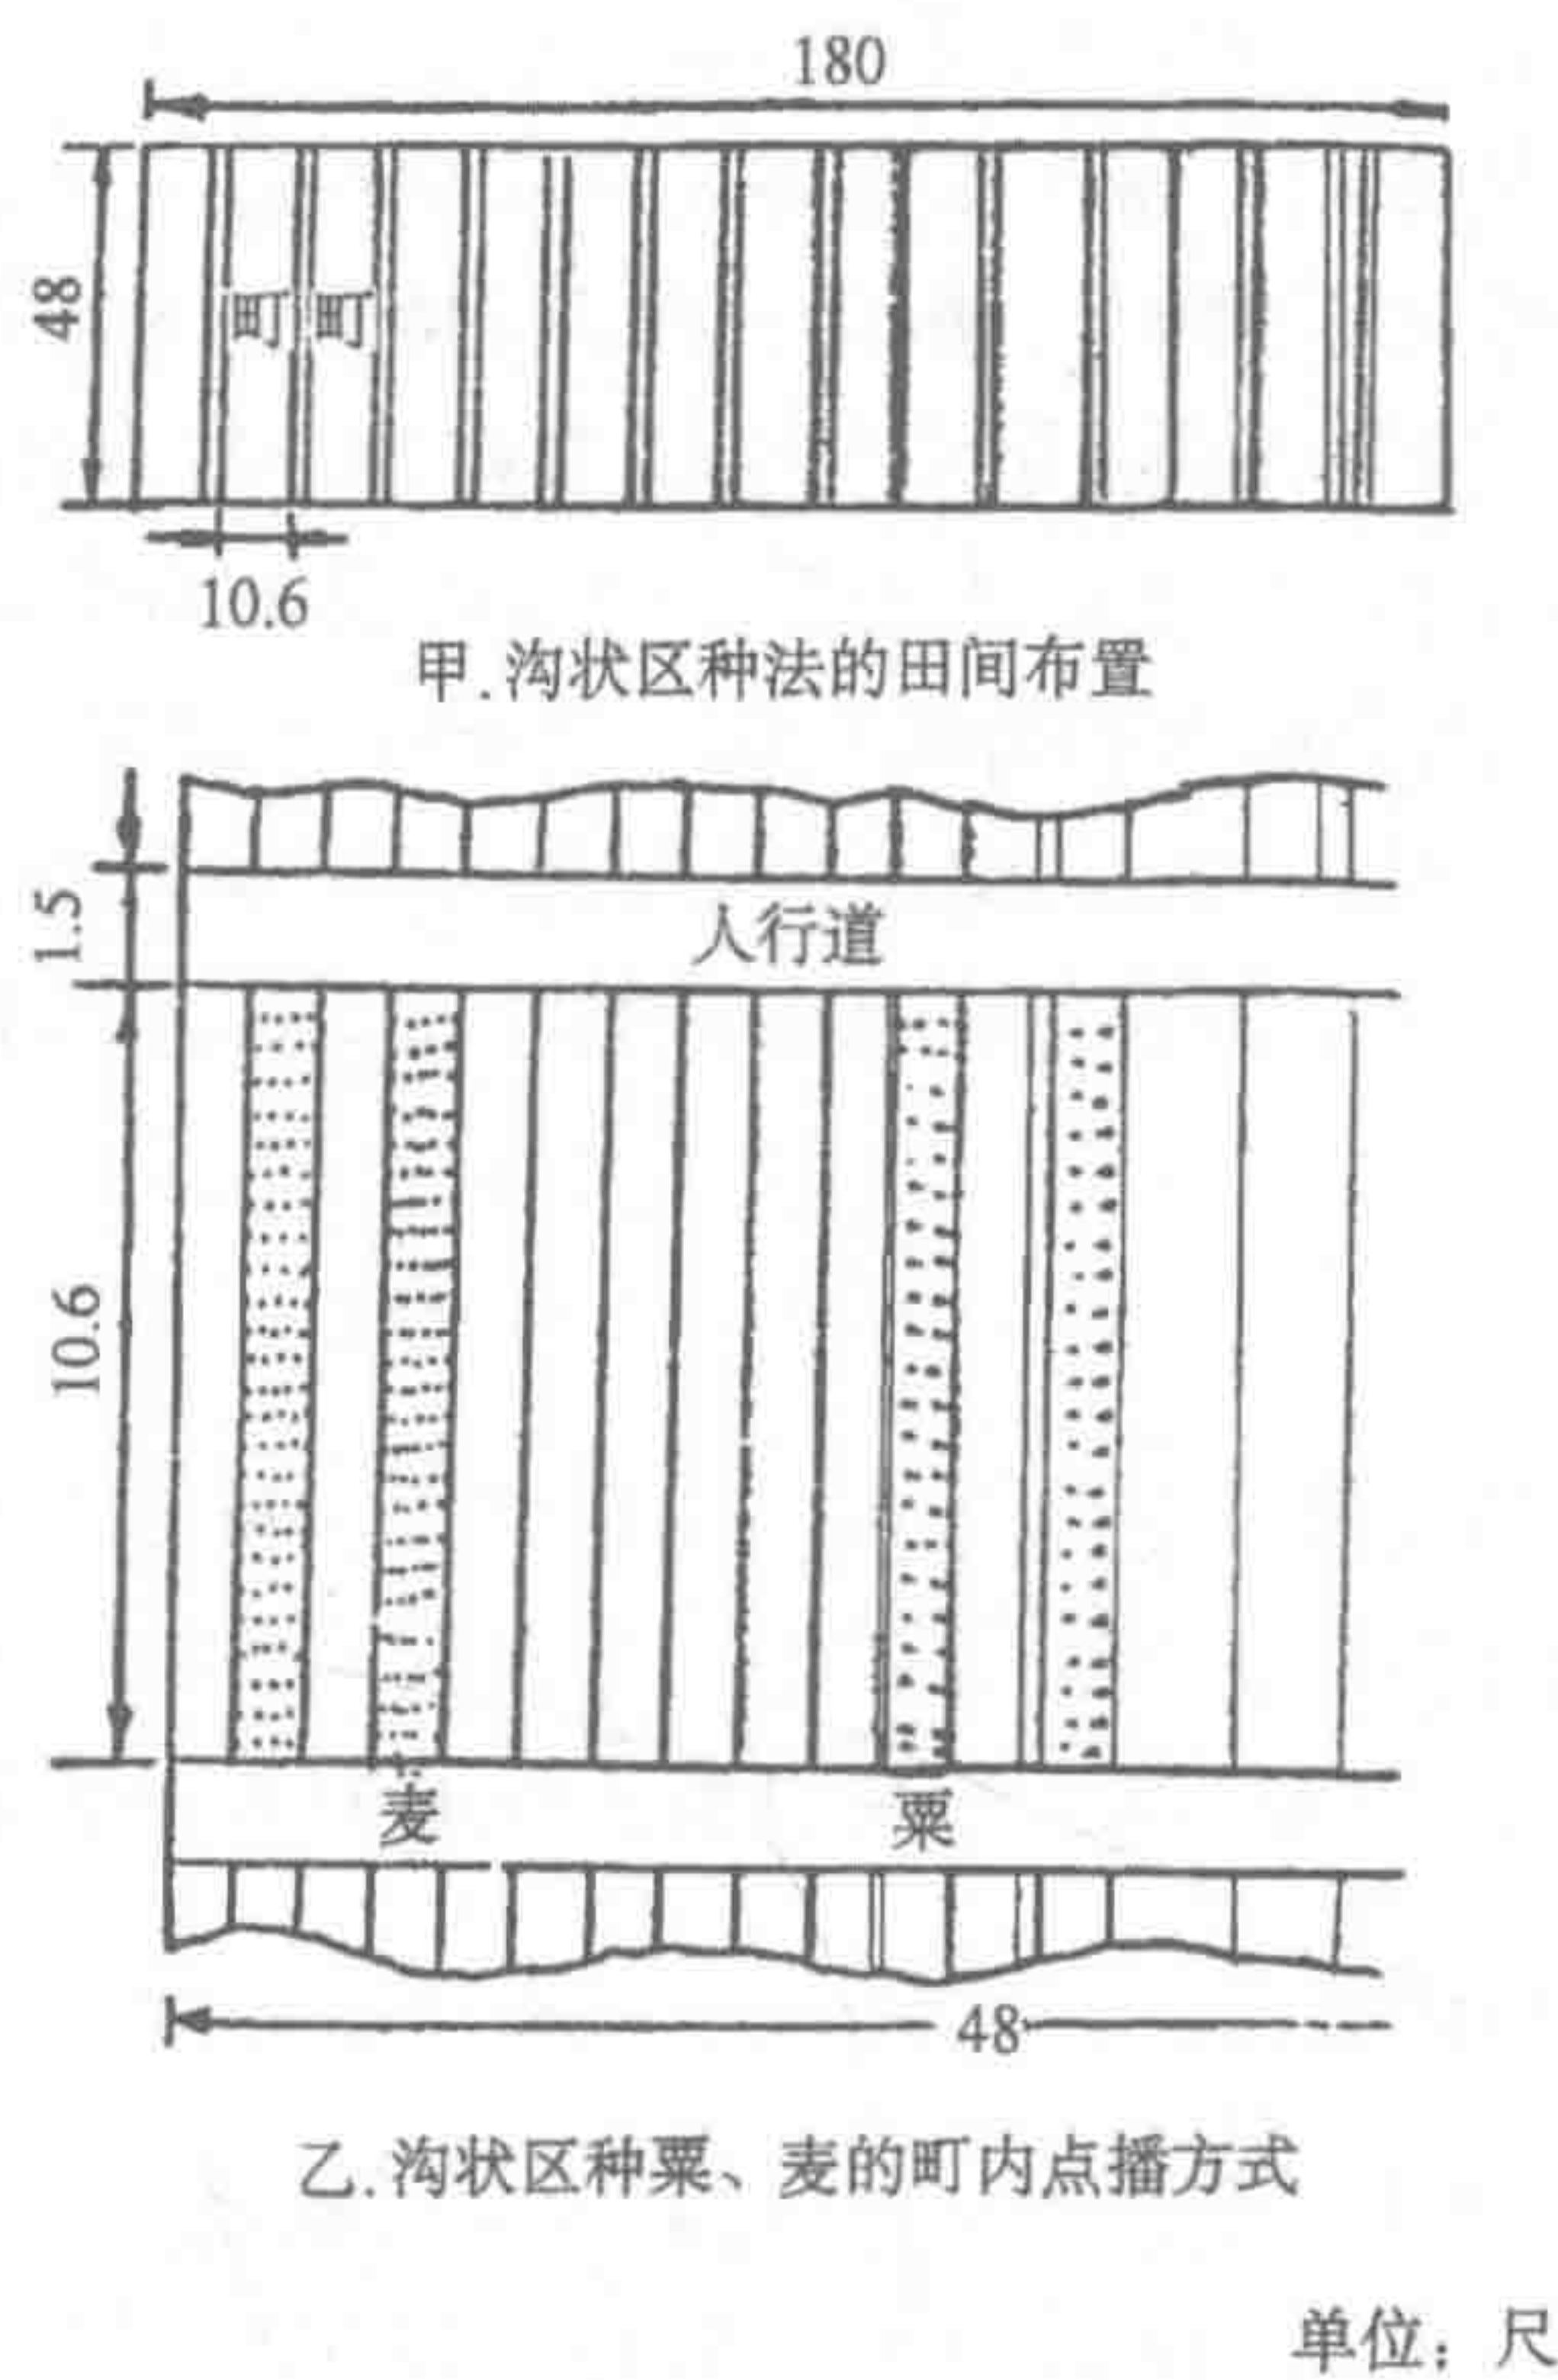 180
48
町 町
10.6
甲.沟状区种法的田间布置
1.5
人行道
10.6
麦 粟
48
乙.沟状区种粟、麦的町内点播方式
单位：尺